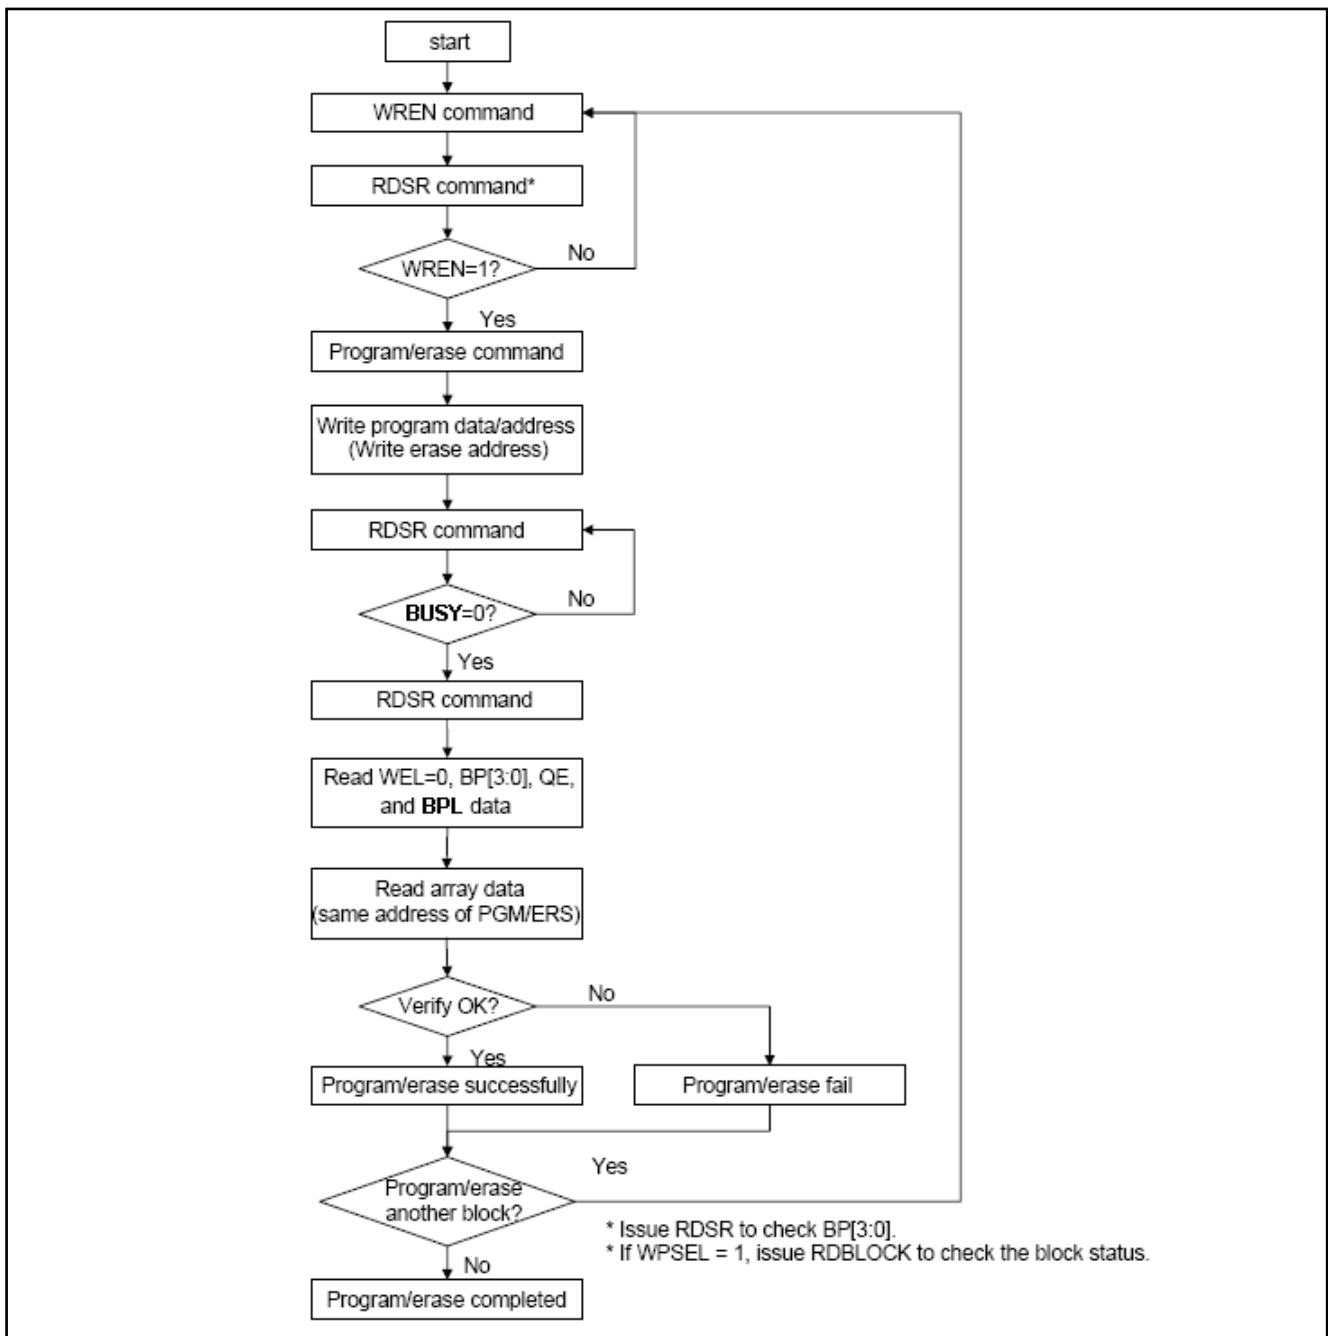 start
WREN command
RDSR command*
WREN=1?
No
Yes
Program/erase command
Write program data/address
(Write erase address)
RDSR command
BUSY=0?
No
Yes
RDSR command
Read WEL=0, BP[3:0], QE,
and BPL data
Read array data
(same address of PGM/ERS)
Verify OK?
No
Yes
Program/erase successfully
Program/erase fail
Yes
Program/erase
another block?
* Issue RDSR to check BP[3:0].
* If WPSEL = 1, issue RDBLOCK to check the block status.
No
Program/erase completed